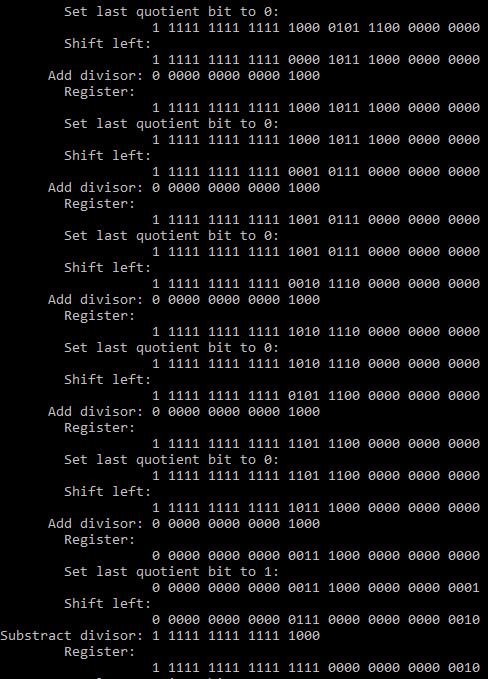 Set last quotient bit to 0:
1 1111 1111 1111 1000 0101 1100 0000 0000
Shift left:
1 1111 1111 1111 0000 1011 1000 0000 0000
Add divisor: 0 0000 0000 0000 1000
Register:
1 1111 1111 1111 1000 1011 1000 0000 0000
Set last quotient bit to 0:
1 1111 1111 1111 1000 1011 1000 0000 0000
Shift left:
1 1111 1111 1111 0001 0111 0000 0000 0000
Add divisor: 0 0000 0000 0000 1000
Register:
1 1111 1111 1111 1001 0111 0000 0000 0000
Set last quotient bit to 0:
1 1111 1111 1111 1001 0111 0000 0000 0000
Shift left:
1 1111 1111 1111 0010 1110 0000 0000 0000
Add divisor: 0 0000 0000 0000 1000
Register:
1 1111 1111 1111 1010 1110 0000 0000 0000
Set last quotient bit to 0:
1 1111 1111 1111 1010 1110 0000 0000 0000
Shift left:
1 1111 1111 1111 0101 1100 0000 0000 0000
Add divisor: 0 0000 0000 0000 1000
Register:
1 1111 1111 1111 1101 1100 0000 0000 0000
Set last quotient bit to 0:
1 1111 1111 1111 1101 1100 0000 0000 0000
Shift left:
1 1111 1111 1111 1011 1000 0000 0000 0000
Add divisor: 0 0000 0000 0000 1000
Register:
0 0000 0000 0000 0011 1000 0000 0000 0000
Set last quotient bit to 1:
0 0000 0000 0000 0011 1000 0000 0000 0001
Shift left:
0 0000 0000 0000 0111 0000 0000 0000 0010
Substract divisor: 1 1111 1111 1111 1000
Register:
1 1111 1111 1111 1111 0000 0000 0000 0010